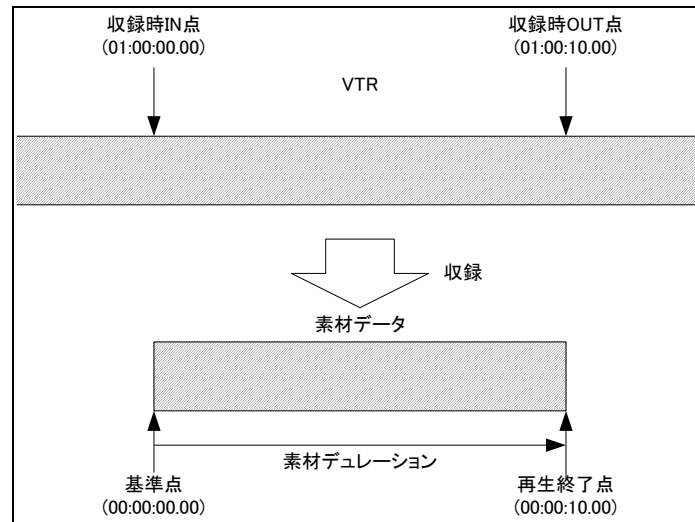 収録時IN点
(01:00:00.00)
収録時OUT点
(01:00:10.00)
VTR
収録
素材データ
素材デュレーション
基準点
(00:00:00.00)
再生終了点
(00:00:10.00)